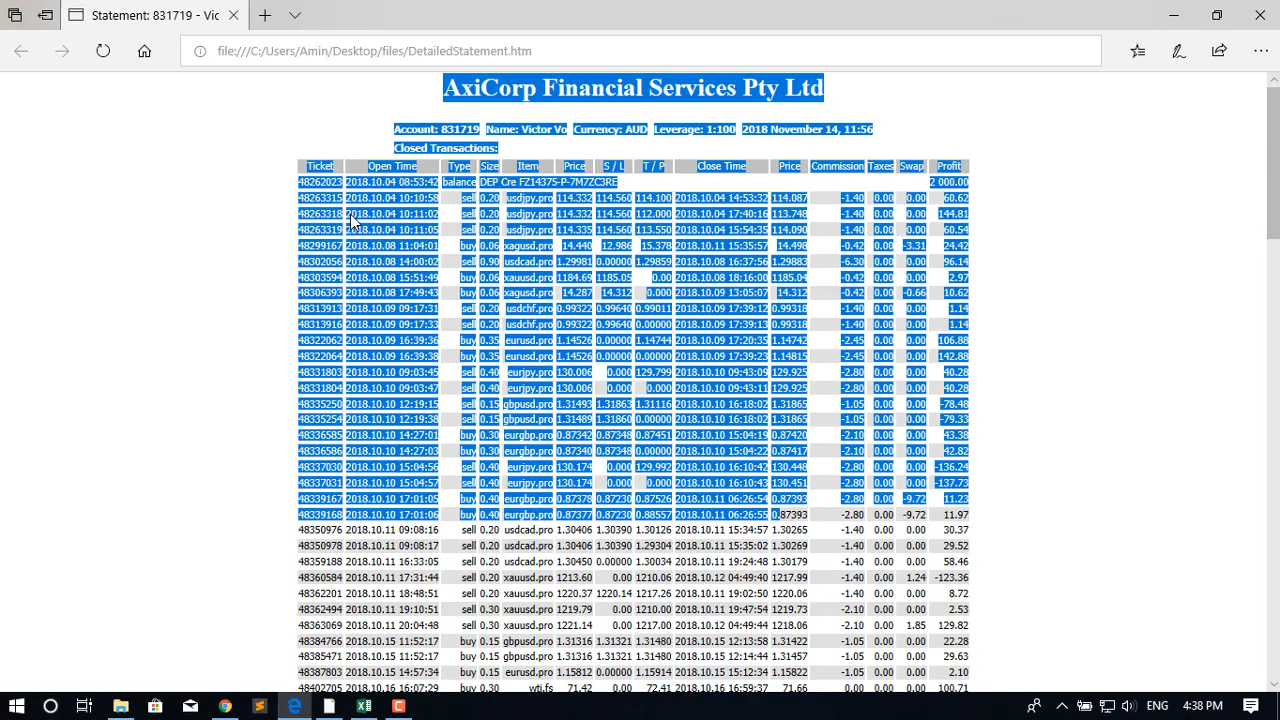 Statement: 831719 - Vic
file:///C:/Users/Amin/Desktop/files/DetailedStatement.htm
AxiCorp Financial Services Pty Ltd
Account: 831719 Name: Victor Vo Currency: AUD Leverage: 1:100 2018 November 14, 11:56
Closed Transactions:
Ticket Open Time Type Size Item Price S / L T / P Close Time Price Commission Taxes Swap Profit
48262023 2018.10.04 08:53:42 balance DEP Cre FZ14375-P-7M7ZC3RE 2 000.00
48263315 2018.10.04 10:10:58 sell 0.20 usdjpy.pro 114.332 114.560 114.100 2018.10.04 14:53:32 114.087 -1.40 0.00 0.00 60.62
48263318 2018.10.04 10:11:02 sell 0.20 usdjpy.pro 114.332 114.560 112.000 2018.10.04 17:40:16 113.748 -1.40 0.00 0.00 144.81
48263319 2018.10.04 10:11:05 sell 0.20 usdjpy.pro 114.335 114.560 113.550 2018.10.04 15:54:35 114.090 -1.40 0.00 0.00 60.54
48299167 2018.10.08 11:04:01 buy 0.06 xagusd.pro 14.440 12.986 15.378 2018.10.11 15:35:57 14.498 -0.42 0.00 -3.31 24.42
48302056 2018.10.08 14:00:02 sell 0.90 usdcad.pro 1.29981 0.00000 1.29859 2018.10.08 16:37:56 1.29883 -6.30 0.00 0.00 96.14
48303594 2018.10.08 15:51:49 buy 0.06 xauusd.pro 1184.69 1185.05 0.00 2018.10.08 18:16:00 1185.04 -0.42 0.00 0.00 2.97
48306393 2018.10.08 17:49:43 buy 0.06 xagusd.pro 14.287 14.312 0.000 2018.10.09 13:05:07 14.312 -0.42 0.00 -0.66 10.62
48313913 2018.10.09 09:17:31 sell 0.20 usdchf.pro 0.99322 0.99640 0.99011 2018.10.09 17:39:12 0.99318 -1.40 0.00 0.00 1.14
48313916 2018.10.09 09:17:33 sell 0.20 usdchf.pro 0.99322 0.99640 0.00000 2018.10.09 17:39:13 0.99318 -1.40 0.00 0.00 1.14
48322062 2018.10.09 16:39:36 buy 0.35 eurusd.pro 1.14526 0.00000 1.14744 2018.10.09 17:20:35 1.14742 -2.45 0.00 0.00 106.88
48322064 2018.10.09 16:39:38 buy 0.35 eurusd.pro 1.14526 0.00000 0.00000 2018.10.09 17:39:23 1.14815 -2.45 0.00 0.00 142.88
48331803 2018.10.10 09:03:45 sell 0.40 eurjpy.pro 130.006 0.000 129.799 2018.10.10 09:43:09 129.925 -2.80 0.00 0.00 40.28
48331804 2018.10.10 09:03:47 sell 0.40 eurjpy.pro 130.006 0.000 0.000 2018.10.10 09:43:11 129.925 -2.80 0.00 0.00 40.28
48335250 2018.10.10 12:19:15 sell 0.15 gbpusd.pro 1.31493 1.31863 1.31116 2018.10.10 16:18:02 1.31865 -1.05 0.00 0.00 -78.48
48335254 2018.10.10 12:19:38 sell 0.15 gbpusd.pro 1.31489 1.31860 0.00000 2018.10.10 16:18:02 1.31865 -1.05 0.00 0.00 -79.33
48336585 2018.10.10 14:27:01 buy 0.30 eurgbp.pro 0.87342 0.87348 0.87451 2018.10.10 15:04:19 0.87420 -2.10 0.00 0.00 43.38
48336586 2018.10.10 14:27:03 buy 0.30 eurgbp.pro 0.87340 0.87348 0.00000 2018.10.10 15:04:22 0.87417 -2.10 0.00 0.00 42.82
48337030 2018.10.10 15:04:56 sell 0.40 eurjpy.pro 130.174 0.000 129.992 2018.10.10 16:10:42 130.448 -2.80 0.00 0.00 -136.24
48337031 2018.10.10 15:04:57 sell 0.40 eurjpy.pro 130.174 0.000 0.000 2018.10.10 16:10:43 130.451 -2.80 0.00 0.00 -137.73
48339167 2018.10.10 17:01:05 buy 0.40 eurgbp.pro 0.87378 0.87230 0.87526 2018.10.11 06:26:54 0.87393 -2.80 0.00 -9.72 11.23
48339168 2018.10.10 17:01:06 buy 0.40 eurgbp.pro 0.87377 0.87230 0.88557 2018.10.11 06:26:55 0.87393 -2.80 0.00 -9.72 11.97
48350976 2018.10.11 09:08:16 sell 0.20 usdcad.pro 1.30406 1.30390 1.30126 2018.10.11 15:34:57 1.30265 -1.40 0.00 0.00 30.37
48350978 2018.10.11 09:08:17 sell 0.20 usdcad.pro 1.30406 1.30390 1.29304 2018.10.11 15:35:02 1.30269 -1.40 0.00 0.00 29.52
48359188 2018.10.11 16:33:05 sell 0.20 usdcad.pro 1.30450 0.00000 1.30034 2018.10.11 19:24:48 1.30179 -1.40 0.00 0.00 58.46
48360584 2018.10.11 17:31:44 sell 0.20 xauusd.pro 1213.60 0.00 1210.06 2018.10.12 04:49:40 1217.99 -1.40 0.00 1.24 -123.36
48362201 2018.10.11 18:48:51 sell 0.20 xauusd.pro 1220.37 1220.14 1217.26 2018.10.11 19:02:50 1220.06 -1.40 0.00 0.00 8.72
48362494 2018.10.11 19:10:51 sell 0.30 xauusd.pro 1219.79 0.00 1210.00 2018.10.11 19:47:54 1219.73 -2.10 0.00 0.00 2.53
48363069 2018.10.11 20:04:48 sell 0.30 xauusd.pro 1221.14 0.00 1217.00 2018.10.12 04:49:44 1218.06 -2.10 0.00 1.85 129.82
48384766 2018.10.15 11:52:17 buy 0.15 gbpusd.pro 1.31316 1.31321 1.31480 2018.10.15 12:13:58 1.31422 -1.05 0.00 0.00 22.28
48385471 2018.10.15 11:52:17 buy 0.15 gbpusd.pro 1.31316 1.31321 1.31480 2018.10.15 12:14:44 1.31457 -1.05 0.00 0.00 29.63
48387803 2018.10.15 14:57:34 buy 0.15 eurusd.pro 1.15812 0.00000 1.15914 2018.10.15 15:12:34 1.15822 -1.05 0.00 0.00 2.10
48402705 2018.10.16 16:07:29 buy 0.30 wti.fs 71.42 0.00 72.41 2018.10.16 16:59:37 71.66 0.00 0.00 0.00 100.71
ENG 4:38 PM